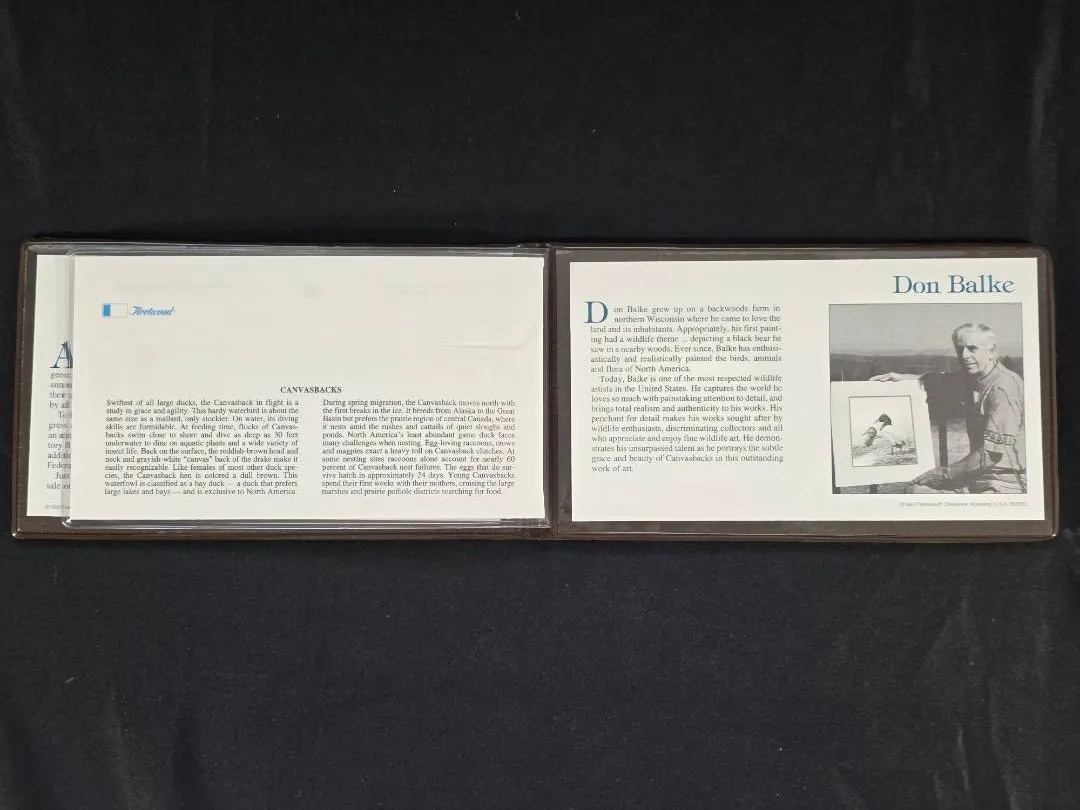 A
geese,
annu
their
by all
To
great
an am
tory B
additi
Federa
Jus
sale o
Fleetwood
CANVASBACKS
Swiftest of all large ducks, the Canvasback in flight is a
study in grace and agility. This hardy waterbird is about the
same size as a mallard, only stockier. On water, its diving
skills are formidable. At feeding time, flocks of Canvas-
backs swim close to shore and dive as deep as 30 feet
underwater to dine on aquatic plants and a wide variety of
insect life. Back on the surface, the reddish-brown head and
neck and grayish-white "canvas" back of the drake make it
easily recognizable. Like females of most other duck spe-
cies, the Canvasback hen is colored a dull brown. This
waterfowl is classified as a bay duck — a duck that prefers
large lakes and bays — and is exclusive to North America.
During spring migration, the Canvasback moves north with
the first breaks in the ice. It breeds from Alaska to the Great
Basin but prefers the prairie region of central Canada, where
it nests amid the rushes and cattails of quiet sloughs and
ponds. North America's least abundant game duck faces
many challenges when nesting. Egg-loving raccoons, crows
and magpies exact a heavy toll on Canvasback clutches. At
some nesting sites raccoons alone account for nearly 60
percent of Canvasback nest failures. The eggs that do sur-
vive hatch in approximately 24 days. Young Canvasbacks
spend their first weeks with their mothers, cruising the large
marshes and prairie pothole districts searching for food.
Don Balke
Don Balke grew up on a backwoods farm in
northern Wisconsin where he came to love the
land and its inhabitants. Appropriately, his first paint-
ing had a wildlife theme ... depicting a black bear he
saw in a nearby woods. Ever since, Balke has enthusi-
astically and realistically painted the birds, animals
and flora of North America.
Today, Balke is one of the most respected wildlife
artists in the United States. He captures the world he
loves so much with painstaking attention to detail, and
brings total realism and authenticity to his works. His
penchant for detail makes his works sought after by
wildlife enthusiasts, discriminating collectors and all
who appreciate and enjoy fine wildlife art. He demon-
strates his unsurpassed talent as he portrays the subtle
grace and beauty of Canvasbacks in this outstanding
work of art.
Fleetwood® Cheyenne, Wyoming, U.S.A.